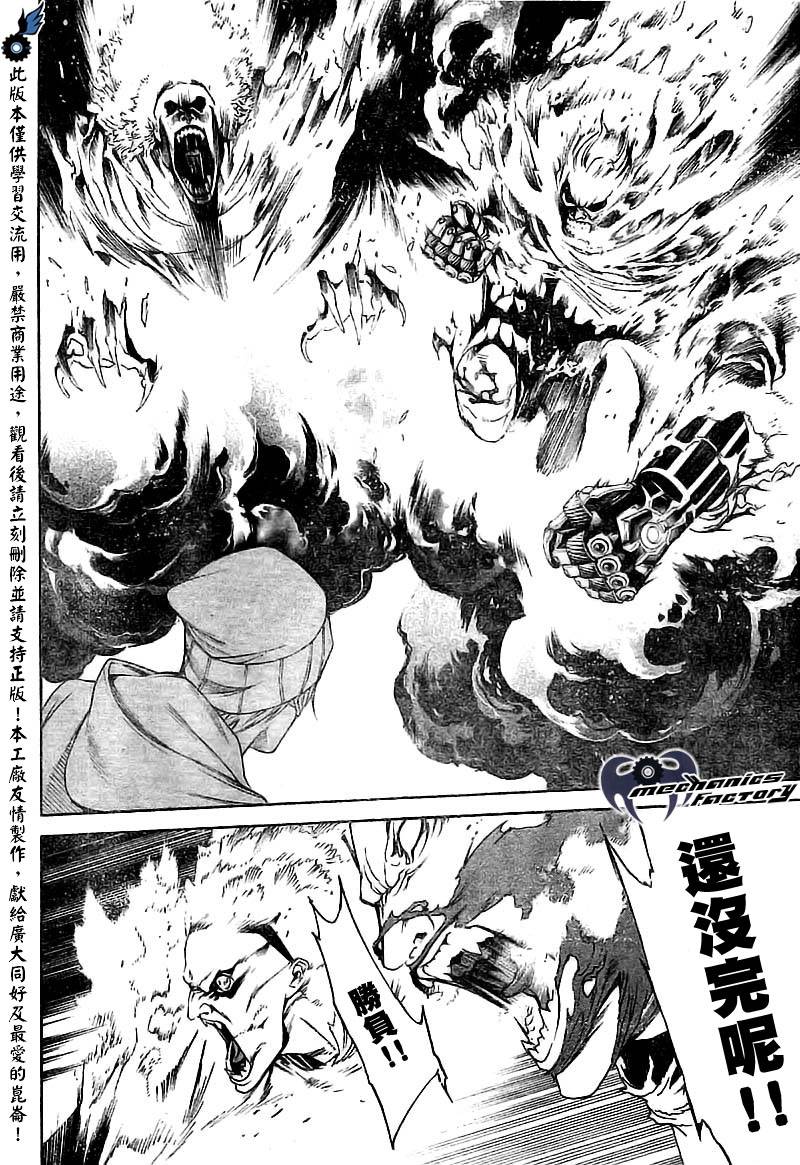 此版本僅供學習交流用，嚴禁商業用途，觀看後請立刻刪除並請支持正版！本工廠友情製作，獻給廣大同好及最愛的崑崙！
mechanics
factory
還沒完呢!!
勝負!!